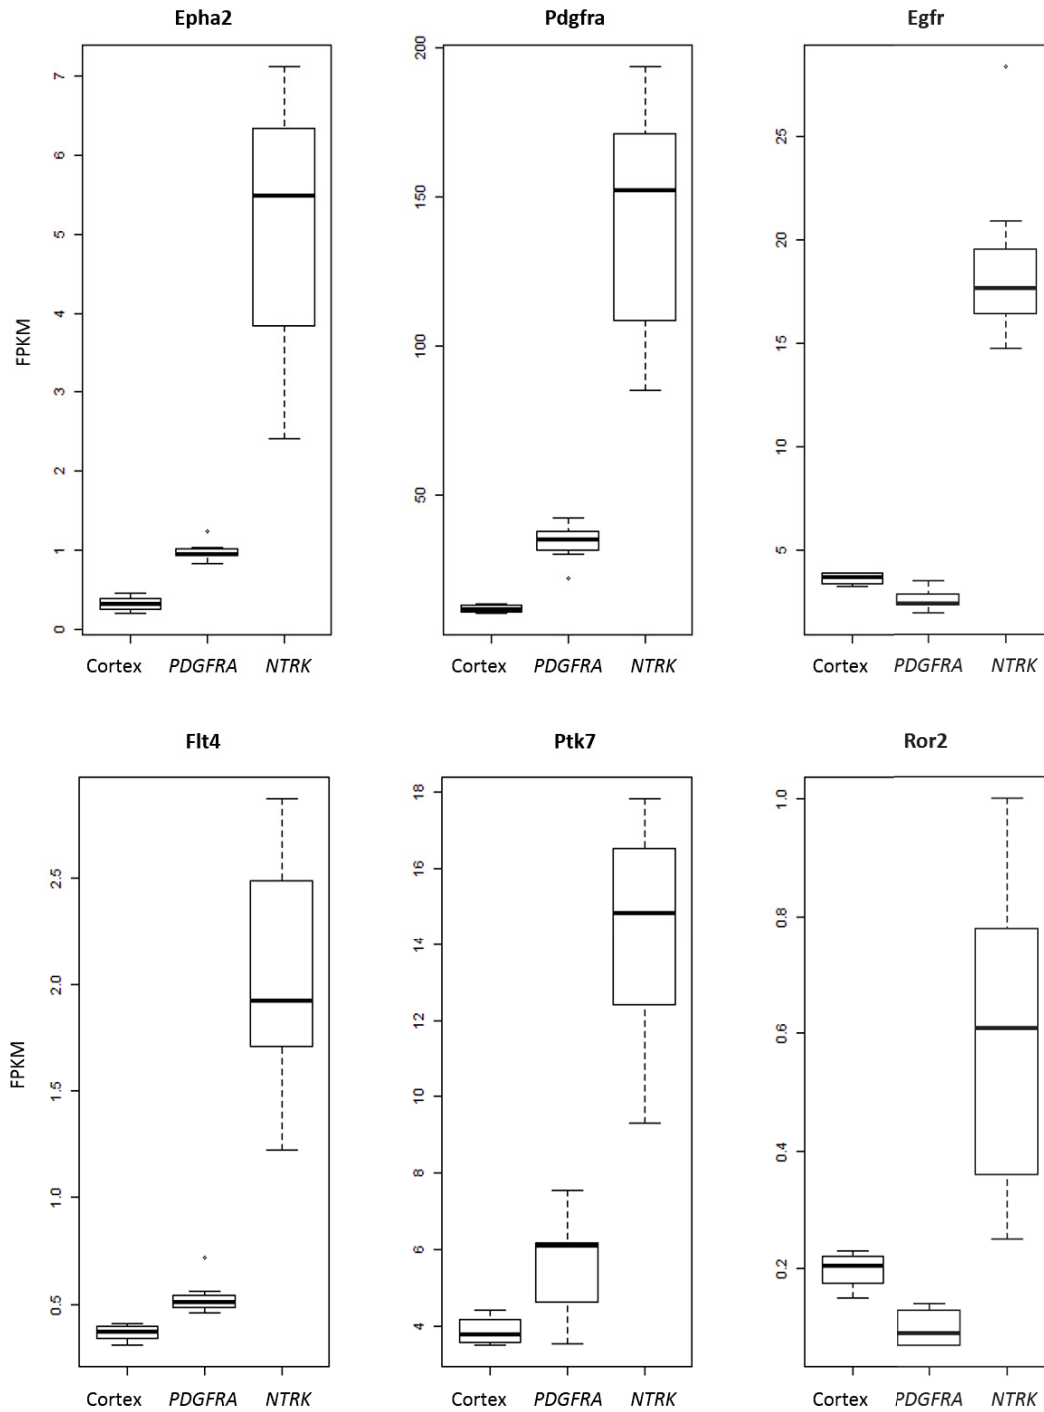 Epha2
Pdgfra
Egfr
FPKM
7
6
5
4
3
2
1
0
200
150
100
50
25
20
15
10
5
Cortex PDGFRA NTRK
Cortex PDGFRA NTRK
Cortex PDGFRA NTRK
Flt4
Ptk7
Ror2
FPKM
2.5
2.0
1.5
1.0
0.5
18
16
14
12
10
8
6
4
1.0
0.8
0.6
0.4
0.2
Cortex PDGFRA NTRK
Cortex PDGFRA NTRK
Cortex PDGFRA NTRK